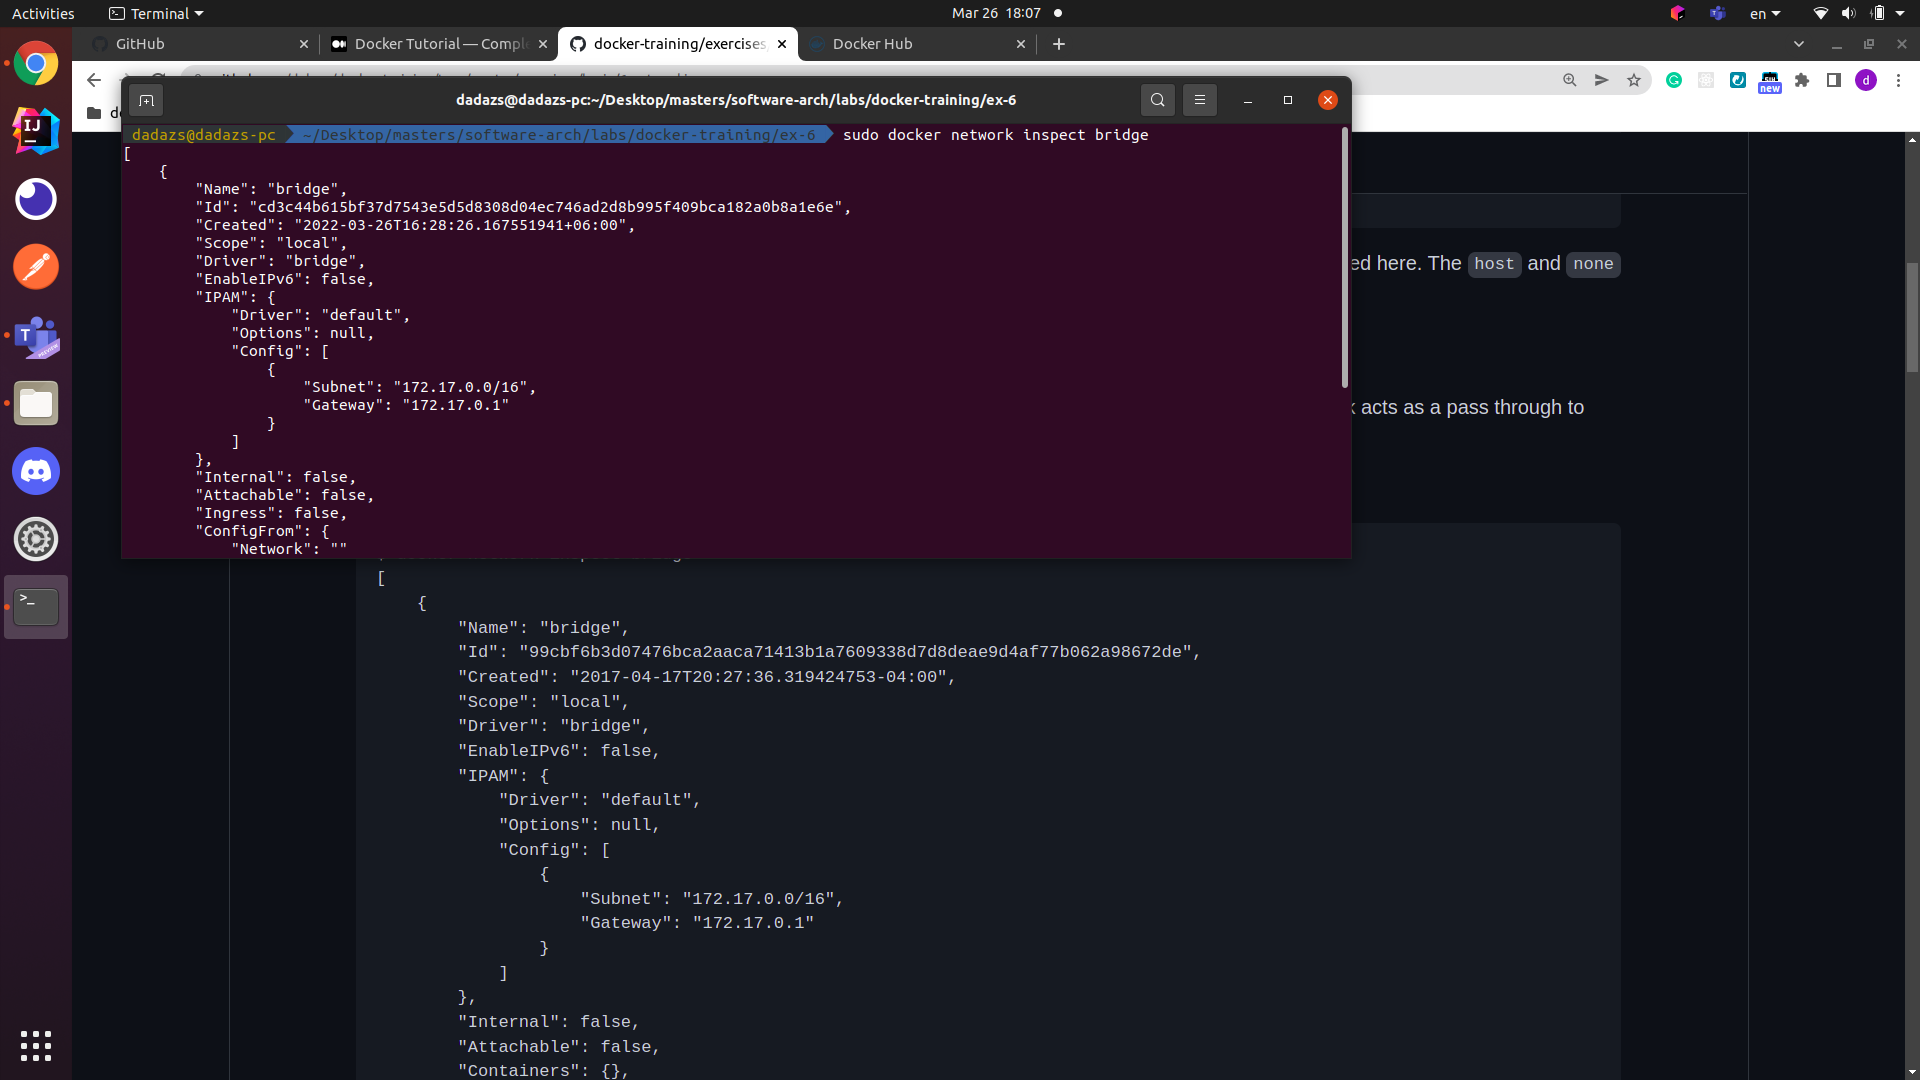 Activities
Terminal
Mar 26 18:07
en
GitHub
Docker Tutorial — Comple
docker-training/exercises
Docker Hub
new
d
dadazs@dadazs-pc:~/Desktop/masters/software-arch/labs/docker-training/ex-6
dadazs@dadazs-pc ~/Desktop/masters/software-arch/labs/docker-training/ex-6 sudo docker network inspect bridge
[
{
"Name": "bridge",
"Id": "cd3c44b615bf37d7543e5d5d8308d04ec746ad2d8b995f409bca182a0b8a1e6e",
"Created": "2022-03-26T16:28:26.167551941+06:00",
"Scope": "local",
"Driver": "bridge",
"EnableIPv6": false,
"IPAM": {
"Driver": "default",
"Options": null,
"Config": [
{
"Subnet": "172.17.0.0/16",
"Gateway": "172.17.0.1"
}
]
},
"Internal": false,
"Attachable": false,
"Ingress": false,
"ConfigFrom": {
"Network": ""
ed here. The host and none
acts as a pass through to
[
{
"Name": "bridge",
"Id": "99cbf6b3d07476bca2aaca71413b1a7609338d7d8deae9d4af77b062a98672de",
"Created": "2017-04-17T20:27:36.319424753-04:00",
"Scope": "local",
"Driver": "bridge",
"EnableIPv6": false,
"IPAM": {
"Driver": "default",
"Options": null,
"Config": [
{
"Subnet": "172.17.0.0/16",
"Gateway": "172.17.0.1"
}
]
},
"Internal": false,
"Attachable": false,
"Containers": {},